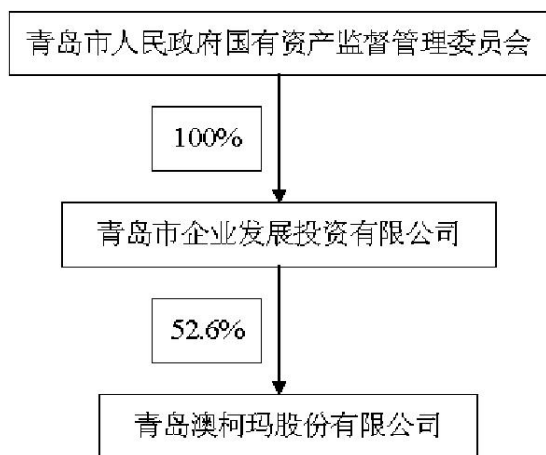 青岛市人民政府国有资产监督管理委员会
100%
青岛市企业发展投资有限公司
52.6%
青岛澳柯玛股份有限公司